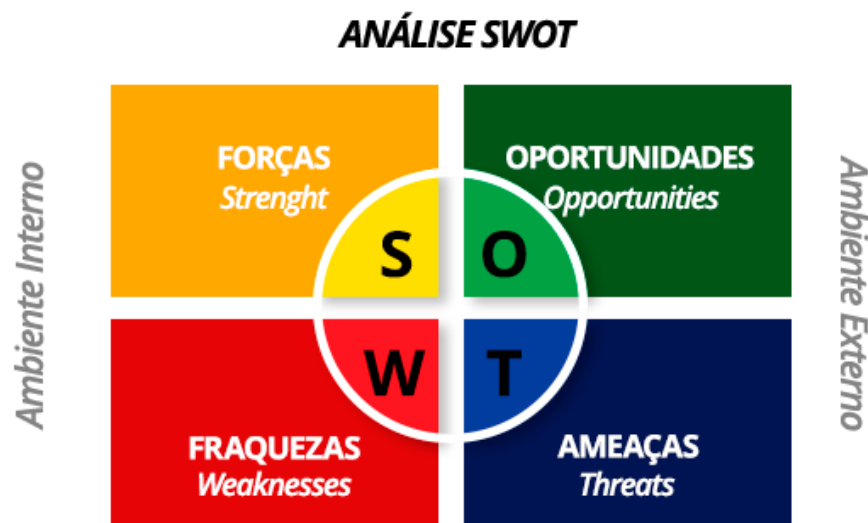 ANÁLISE SWOT
Ambiente Interno
FORÇAS
Strenght
S
OPORTUNIDADES
Opportunities
O
W
FRAQUEZAS
Weaknesses
T
AMEAÇAS
Threats
Ambiente Externo